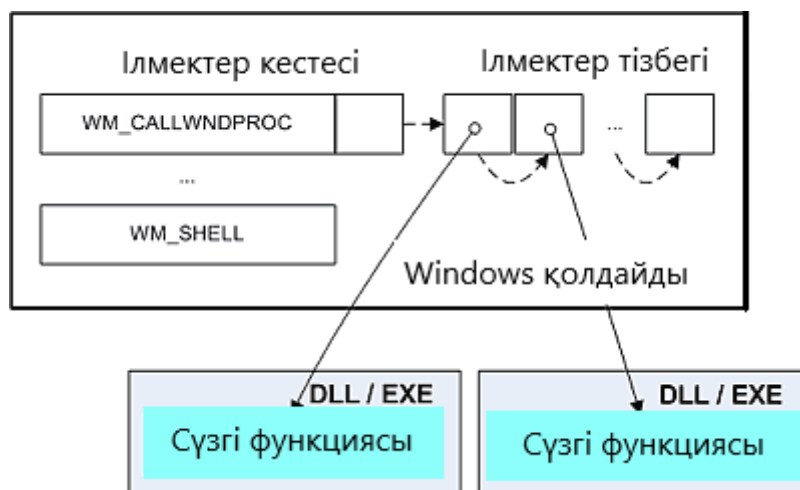 Ілмектер кестесі
Ілмектер тізбегі
WM_CALLWNDPROC
...
...
WM_SHELL
Windows қолдайды
DLL / EXE
DLL / EXE
Сүзгі функциясы
Сүзгі функциясы